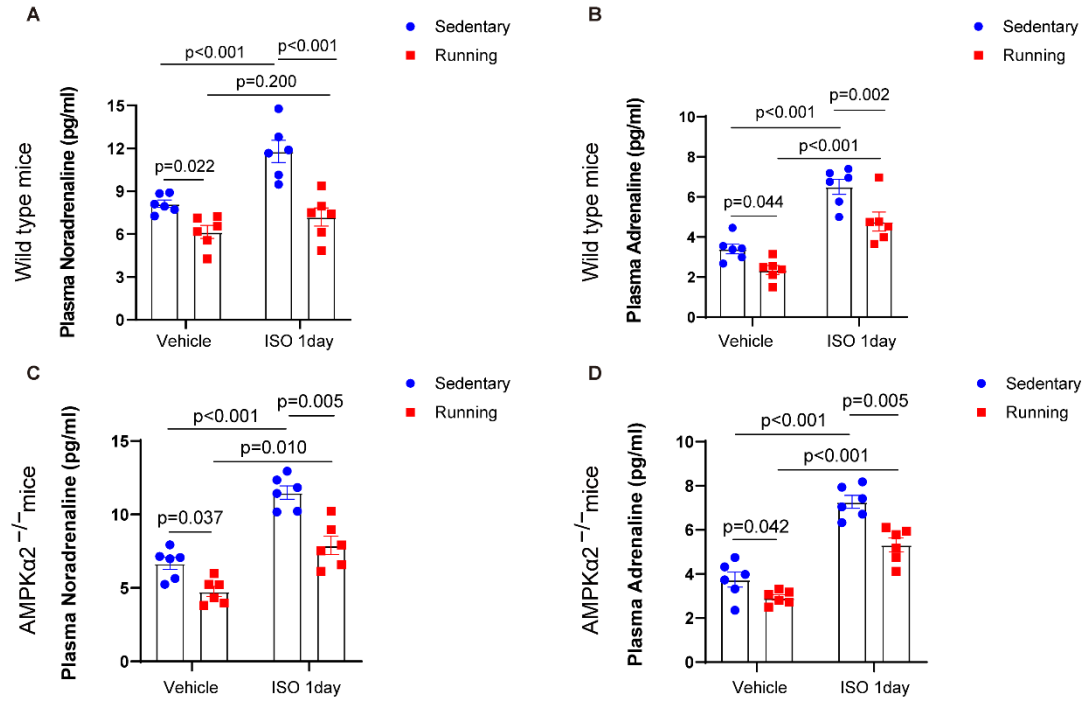 A
Sedentary
Running
p<0.001
p<0.001
p=0.200
p=0.022
15
12
9
6
3
0
Plasma Noradrenaline (pg/ml)
Wild type mice
Vehicle
ISO 1day
B
Sedentary
Running
p=0.002
p<0.001
p<0.001
p=0.044
10
8
6
4
2
0
Plasma Adrenaline (pg/ml)
Wild type mice
Vehicle
ISO 1day
C
Sedentary
Running
p=0.005
p<0.001
p=0.010
p=0.037
15
10
5
0
Plasma Noradrenaline (pg/ml)
AMPKα2⁻/⁻mice
Vehicle
ISO 1day
D
Sedentary
Running
p=0.005
p<0.001
p<0.001
p=0.042
10
8
6
4
2
0
Plasma Adrenaline (pg/ml)
AMPKα2⁻/⁻mice
Vehicle
ISO 1day